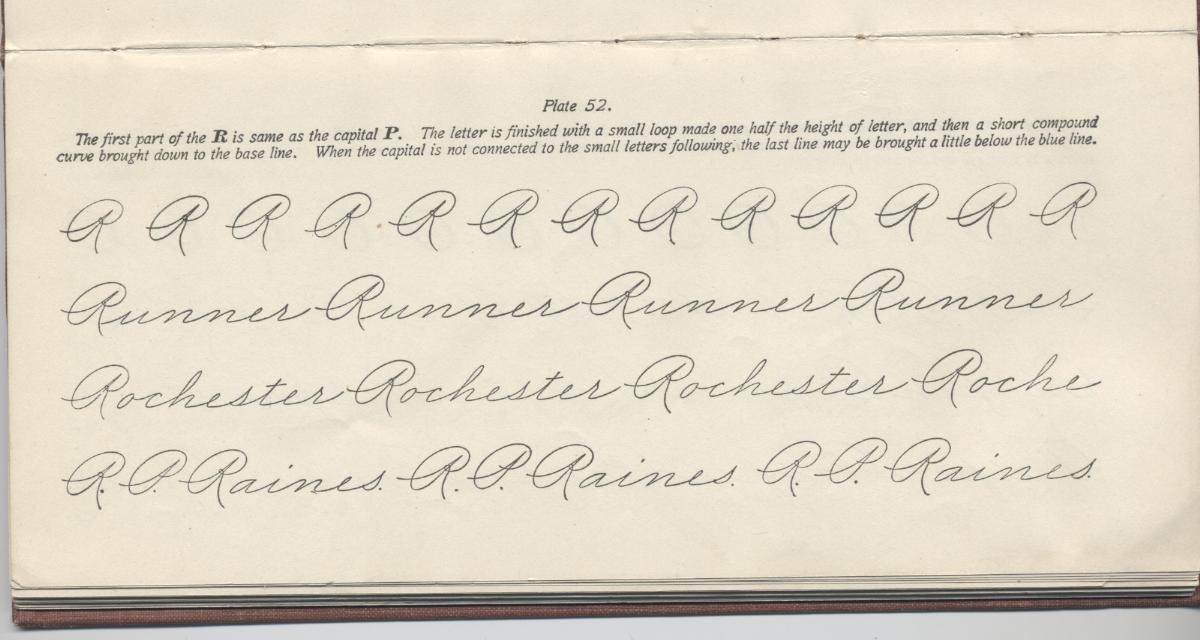 Plate 52.
The first part of the R is same as the capital P. The letter is finished with a small loop made one half the height of letter, and then a short compound
curve brought down to the base line. When the capital is not connected to the small letters following, the last line may be brought a little below the blue line.
R R R R R R R R R R R R R
Runner Runner Runner Runner
Rochester Rochester Rochester Roche
R. P. Raines. R. P. Raines. R. P. Raines.